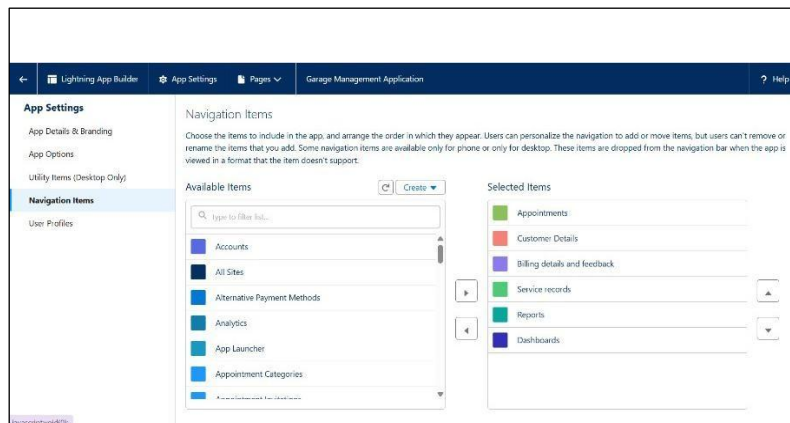 Lightning App Builder App Settings Pages Garage Management Application ? Help
App Settings
App Details & Branding
App Options
Utility Items (Desktop Only)
Navigation Items
User Profiles
Navigation Items
Choose the items to include in the app, and arrange the order in which they appear. Users can personalize the navigation to add or move items, but users can't remove or
rename the items that you add. Some navigation items are available only for phone or only for desktop. These items are dropped from the navigation bar when the app is
viewed in a format that the item doesn't support.
Available Items
Create
Type to filter list...
Accounts
All Sites
Alternative Payment Methods
Analytics
App Launcher
Appointment Categories
Appointment Invitations
Selected Items
Appointments
Customer Details
Billing details and feedback
Service records
Reports
Dashboards